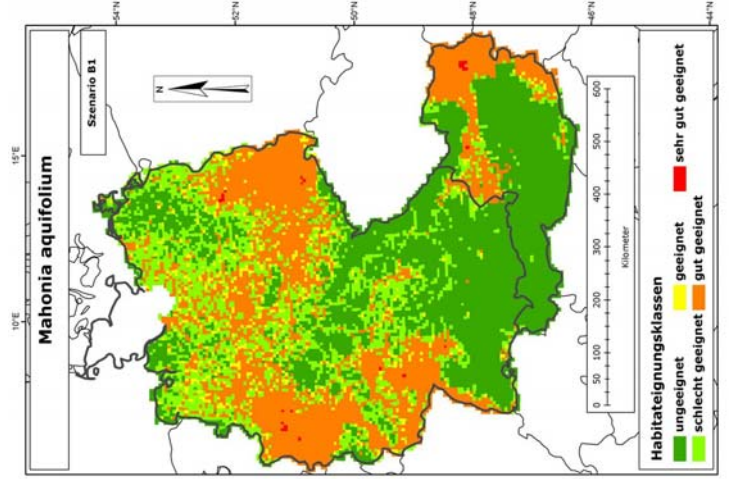 Mahonia aquifolium
Szenario B1
N
10°E
15°E
54°N
52°N
50°N
48°N
46°N
44°N
0 50 100 200 300 400 500 600
Kilometer
Habitateignungsklassen
ungeeignet
geeignet
sehr gut geeignet
schlecht geeignet
gut geeignet